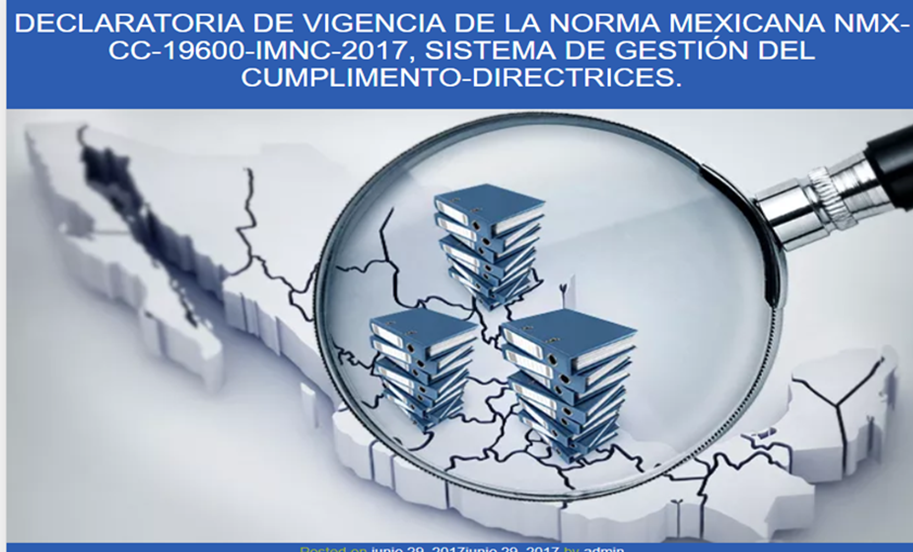 DECLARATORIA DE VIGENCIA DE LA NORMA MEXICANA NMX-
CC-19600-IMNC-2017, SISTEMA DE GESTIÓN DEL
CUMPLIMENTO-DIRECTRICES.
Posted on junio 29, 2017junio 29, 2017 by admin